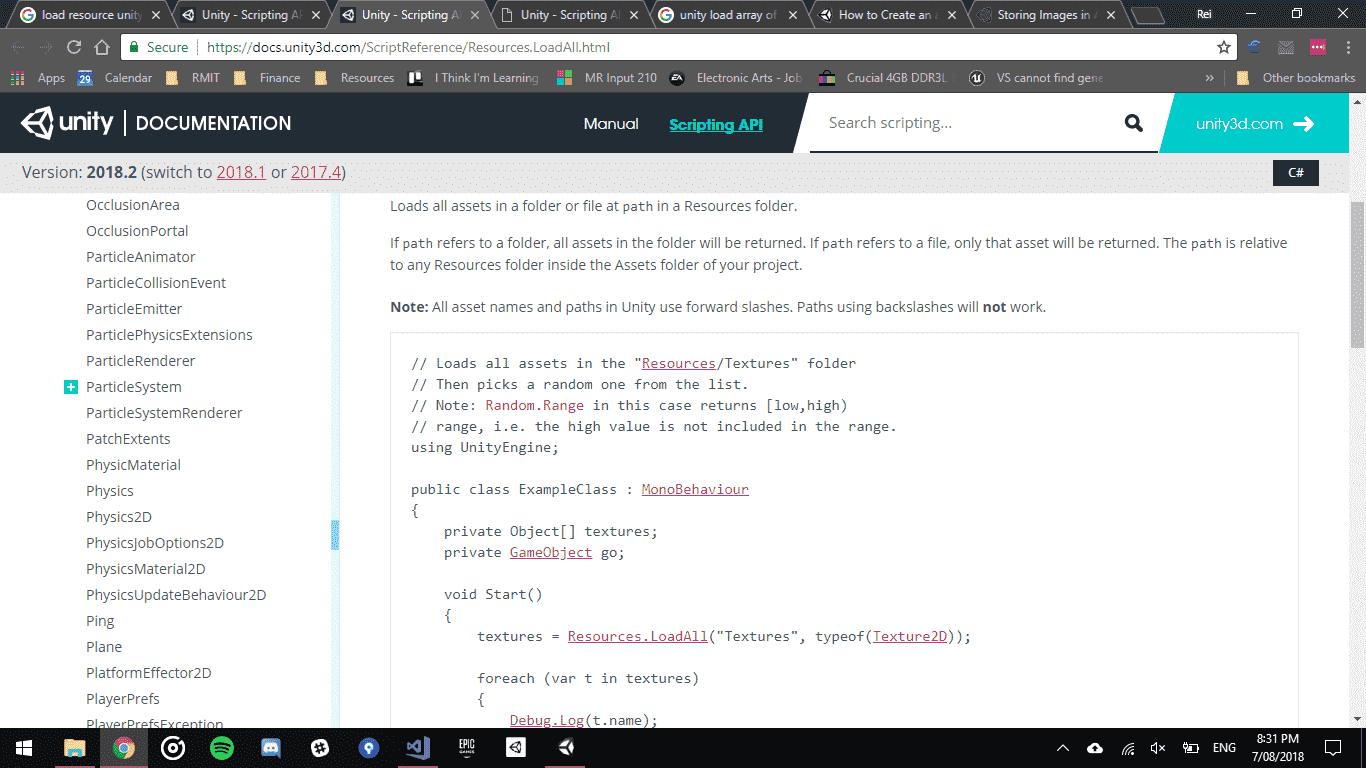 load resource unity
Unity - Scripting AP
Unity - Scripting AP
Unity - Scripting AP
unity load array of
How to Create an a
Storing Images in A
Rei
Secure
https://docs.unity3d.com/ScriptReference/Resources.LoadAll.html
Apps
29
Calendar
RMIT
Finance
Resources
I Think I'm Learning
MR Input 210
EA
Electronic Arts - Job
Crucial 4GB DDR3L
VS cannot find gene
»
Other bookmarks
unity | DOCUMENTATION
Manual
Scripting API
Search scripting...
unity3d.com
Version: 2018.2 (switch to 2018.1 or 2017.4)
C#
OcclusionArea
OcclusionPortal
ParticleAnimator
ParticleCollisionEvent
ParticleEmitter
ParticlePhysicsExtensions
ParticleRenderer
ParticleSystem
ParticleSystemRenderer
PatchExtents
PhysicMaterial
Physics
Physics2D
PhysicsJobOptions2D
PhysicsMaterial2D
PhysicsUpdateBehaviour2D
Ping
Plane
PlatformEffector2D
PlayerPrefs
PlayerPrefsException
Loads all assets in a folder or file at path in a Resources folder.
If path refers to a folder, all assets in the folder will be returned. If path refers to a file, only that asset will be returned. The path is relative
to any Resources folder inside the Assets folder of your project.
Note: All asset names and paths in Unity use forward slashes. Paths using backslashes will not work.
// Loads all assets in the "Resources/Textures" folder
// Then picks a random one from the list.
// Note: Random.Range in this case returns [low,high)
// range, i.e. the high value is not included in the range.
using UnityEngine;
public class ExampleClass : MonoBehaviour
{
private Object[] textures;
private GameObject go;
void Start()
{
textures = Resources.LoadAll("Textures", typeof(Texture2D));
foreach (var t in textures)
{
Debug.Log(t.name);
EPIC
GAMES
ENG
8:31 PM
7/08/2018